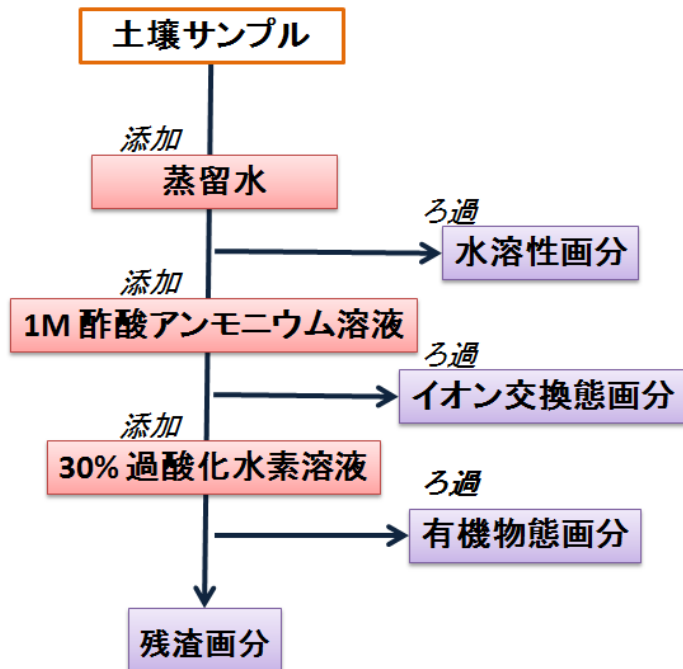 土壌サンプル
添加
蒸留水
ろ過
水溶性画分
添加
1M 酢酸アンモニウム溶液
ろ過
イオン交換態画分
添加
30% 過酸化水素溶液
ろ過
有機物態画分
残渣画分